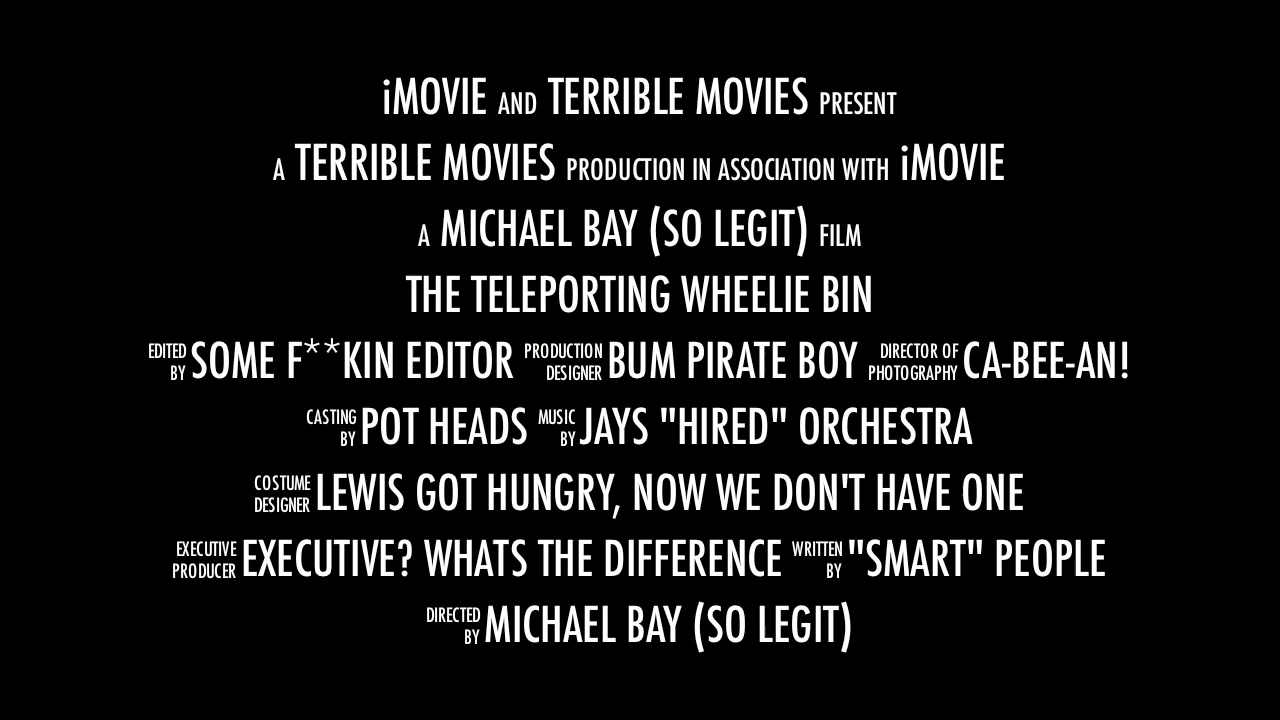 iMOVIE AND TERRIBLE MOVIES PRESENT
A TERRIBLE MOVIES PRODUCTION IN ASSOCIATION WITH iMOVIE
A MICHAEL BAY (SO LEGIT) FILM
THE TELEPORTING WHEELIE BIN
EDITED BY SOME F**KIN EDITOR PRODUCTION DESIGNER BUM PIRATE BOY DIRECTOR OF PHOTOGRAPHY CA-BEE-AN!
CASTING BY POT HEADS MUSIC BY JAYS "HIRED" ORCHESTRA
COSTUME DESIGNER LEWIS GOT HUNGRY, NOW WE DON'T HAVE ONE
EXECUTIVE PRODUCER EXECUTIVE? WHATS THE DIFFERENCE WRITTEN BY "SMART" PEOPLE
DIRECTED BY MICHAEL BAY (SO LEGIT)